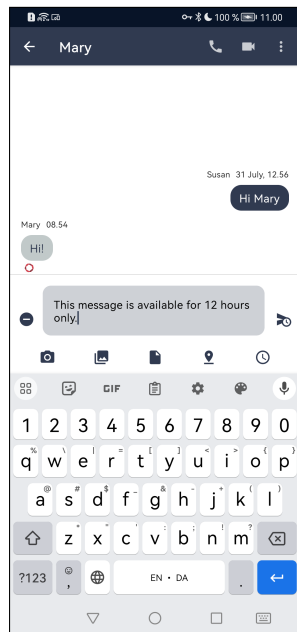 100 % 11.00
Mary
Susan 31 July, 12.56
Hi Mary
Mary 08.54
Hi!
This message is available for 12 hours
only.
GIF
1 2 3 4 5 6 7 8 9 0
% \ | = [ ] < > { }
q w e r t y u i o p
@ # $ _ & - + ( )
a s d f g h j k l
* " ' : ; ! ?
z x c v b n m
?123 , EN • DA .